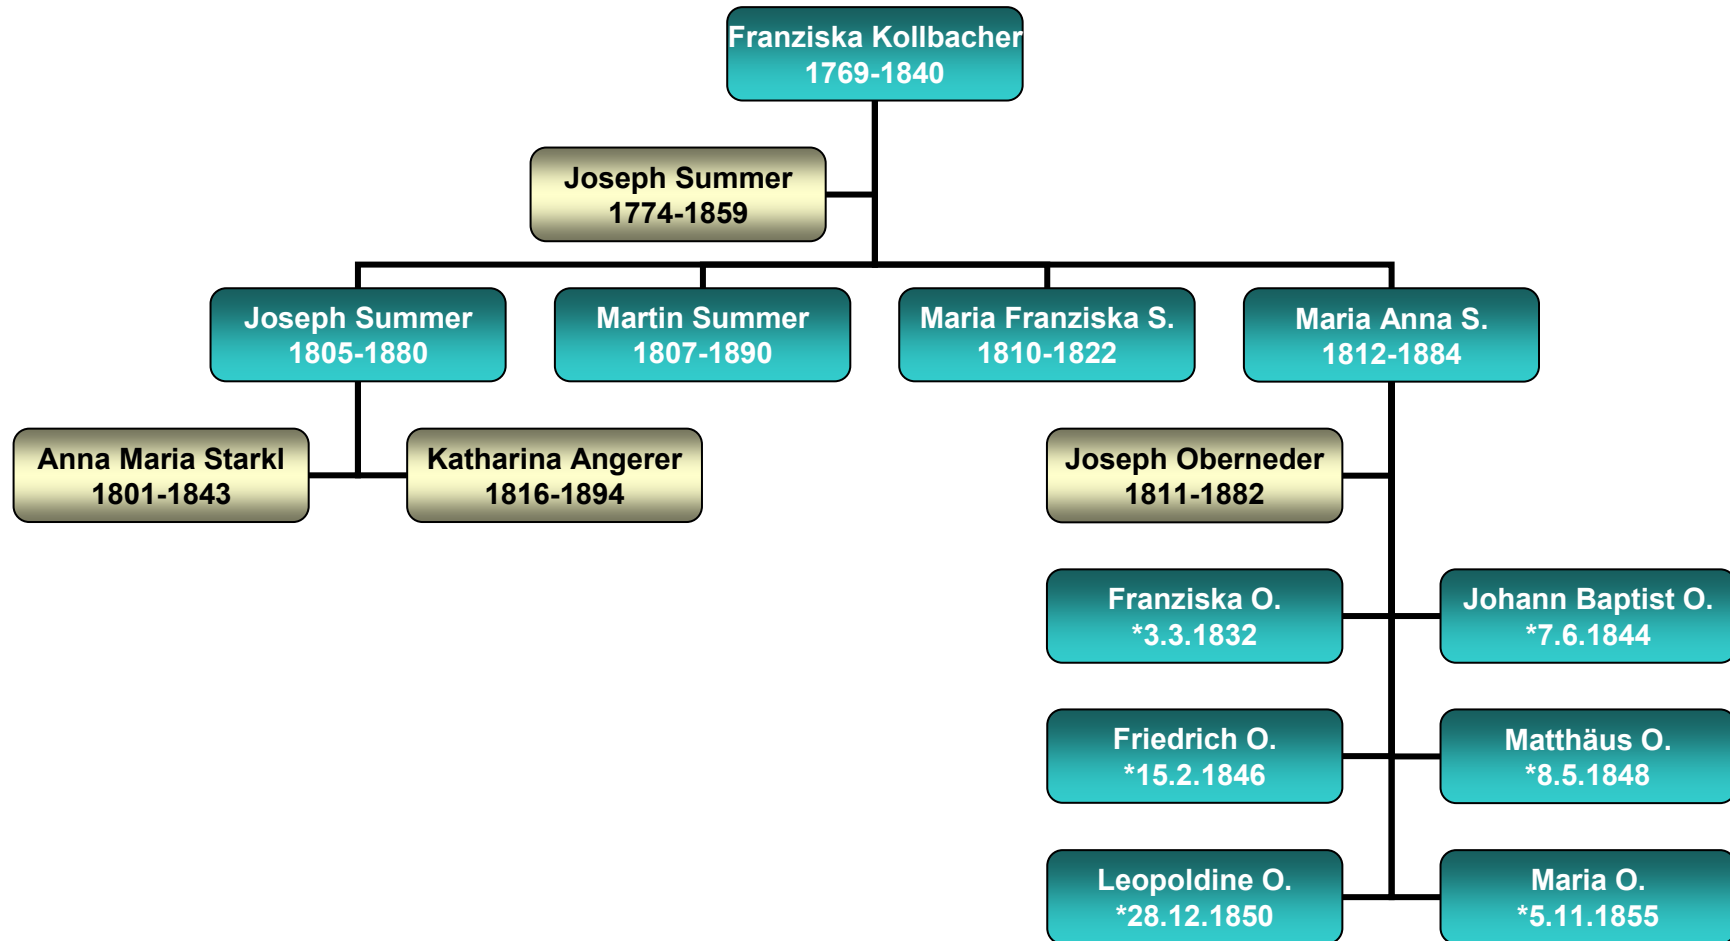 Franziska Kollbacher
1769-1840
Joseph Summer
1774-1859
Joseph Summer
1805-1880
Martin Summer
1807-1890
Maria Franziska S.
1810-1822
Maria Anna S.
1812-1884
Anna Maria Starkl
1801-1843
Katharina Angerer
1816-1894
Joseph Oberneder
1811-1882
Franziska O.
*3.3.1832
Johann Baptist O.
*7.6.1844
Friedrich O.
*15.2.1846
Matthäus O.
*8.5.1848
Leopoldine O.
*28.12.1850
Maria O.
*5.11.1855